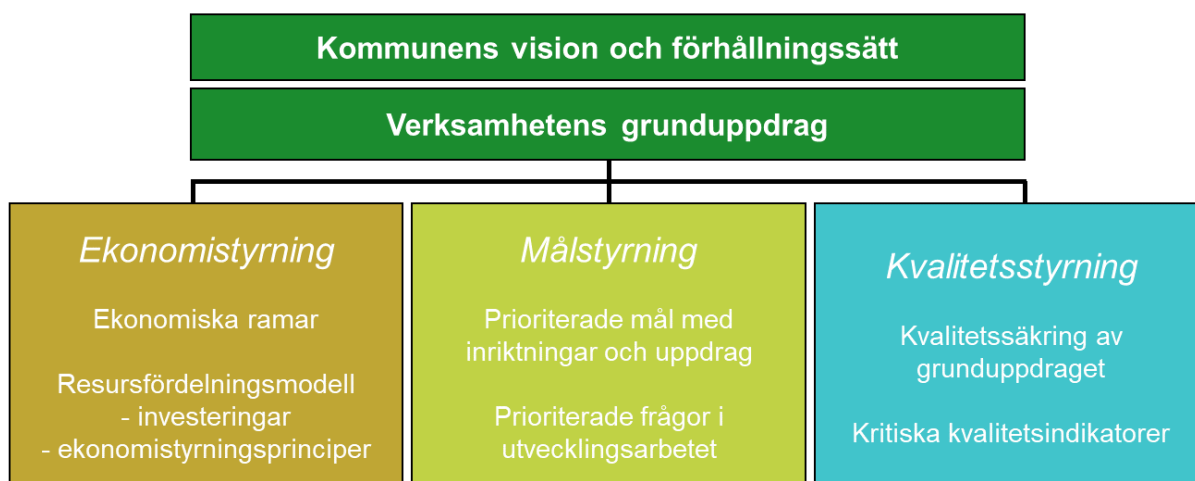 Kommunens vision och förhållningssätt
Verksamhetens grunduppdrag
Ekonomistyrning
Ekonomiska ramar
Resursfördelningsmodell
- investeringar
- ekonomistyrningsprinciper
Målstyrning
Prioriterade mål med
inriktningar och uppdrag
Prioriterade frågor i
utvecklingsarbetet
Kvalitetsstyrning
Kvalitetssäkring av
grunduppdraget
Kritiska kvalitetsindikatorer